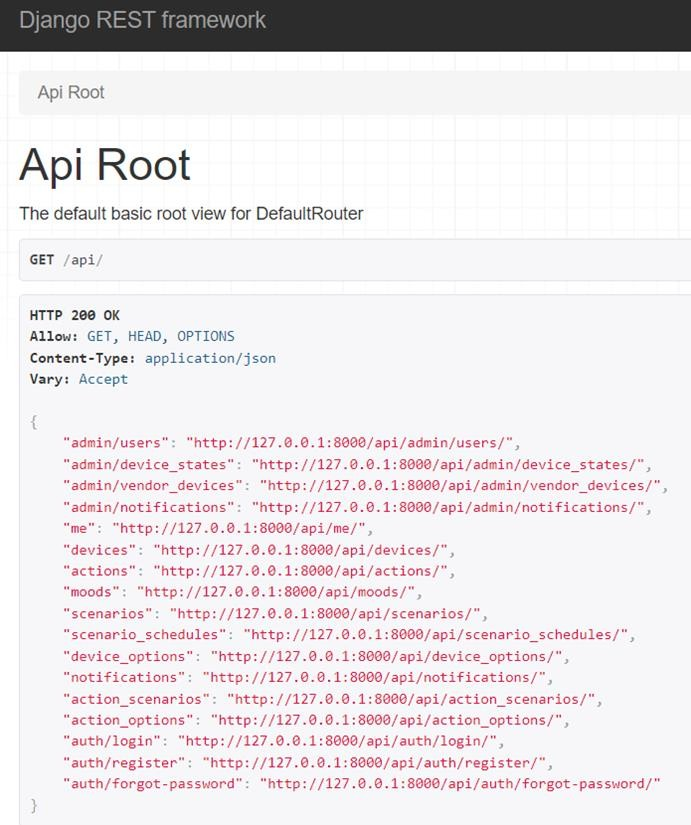 Django REST framework
Api Root
Api Root
The default basic root view for DefaultRouter
GET /api/
HTTP 200 OK
Allow: GET, HEAD, OPTIONS
Content-Type: application/json
Vary: Accept
{
    "admin/users": "http://127.0.0.1:8000/api/admin/users/",
    "admin/device_states": "http://127.0.0.1:8000/api/admin/device_states/",
    "admin/vendor_devices": "http://127.0.0.1:8000/api/admin/vendor_devices/",
    "admin/notifications": "http://127.0.0.1:8000/api/admin/notifications/",
    "me": "http://127.0.0.1:8000/api/me/",
    "devices": "http://127.0.0.1:8000/api/devices/",
    "actions": "http://127.0.0.1:8000/api/actions/",
    "moods": "http://127.0.0.1:8000/api/moods/",
    "scenarios": "http://127.0.0.1:8000/api/scenarios/",
    "scenario_schedules": "http://127.0.0.1:8000/api/scenario_schedules/",
    "device_options": "http://127.0.0.1:8000/api/device_options/",
    "notifications": "http://127.0.0.1:8000/api/notifications/",
    "action_scenarios": "http://127.0.0.1:8000/api/action_scenarios/",
    "action_options": "http://127.0.0.1:8000/api/action_options/",
    "auth/login": "http://127.0.0.1:8000/api/auth/login/",
    "auth/register": "http://127.0.0.1:8000/api/auth/register/",
    "auth/forgot-password": "http://127.0.0.1:8000/api/auth/forgot-password/"
}